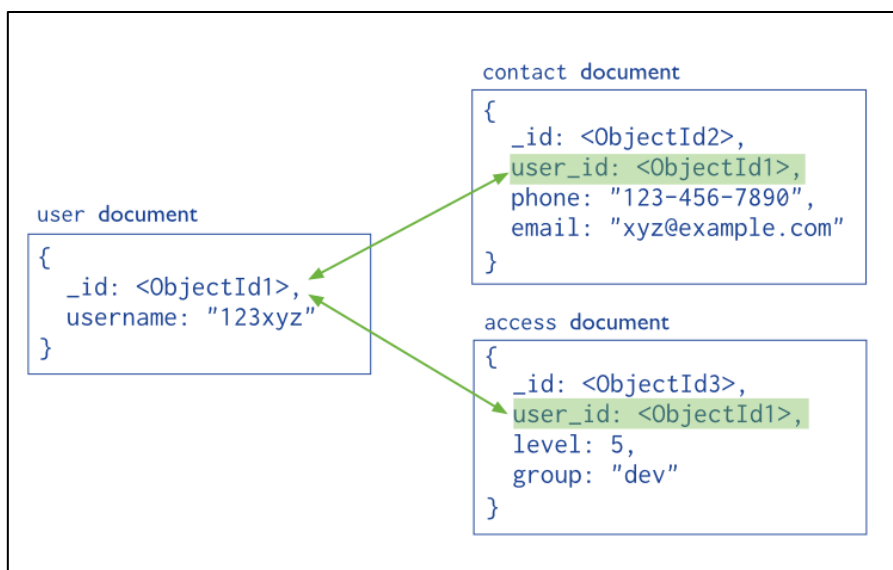 user document
{
_id: <ObjectId1>,
username: "123xyz"
}
contact document
{
_id: <ObjectId2>,
user_id: <ObjectId1>,
phone: "123-456-7890",
email: "xyz@example.com"
}
access document
{
_id: <ObjectId3>,
user_id: <ObjectId1>,
level: 5,
group: "dev"
}